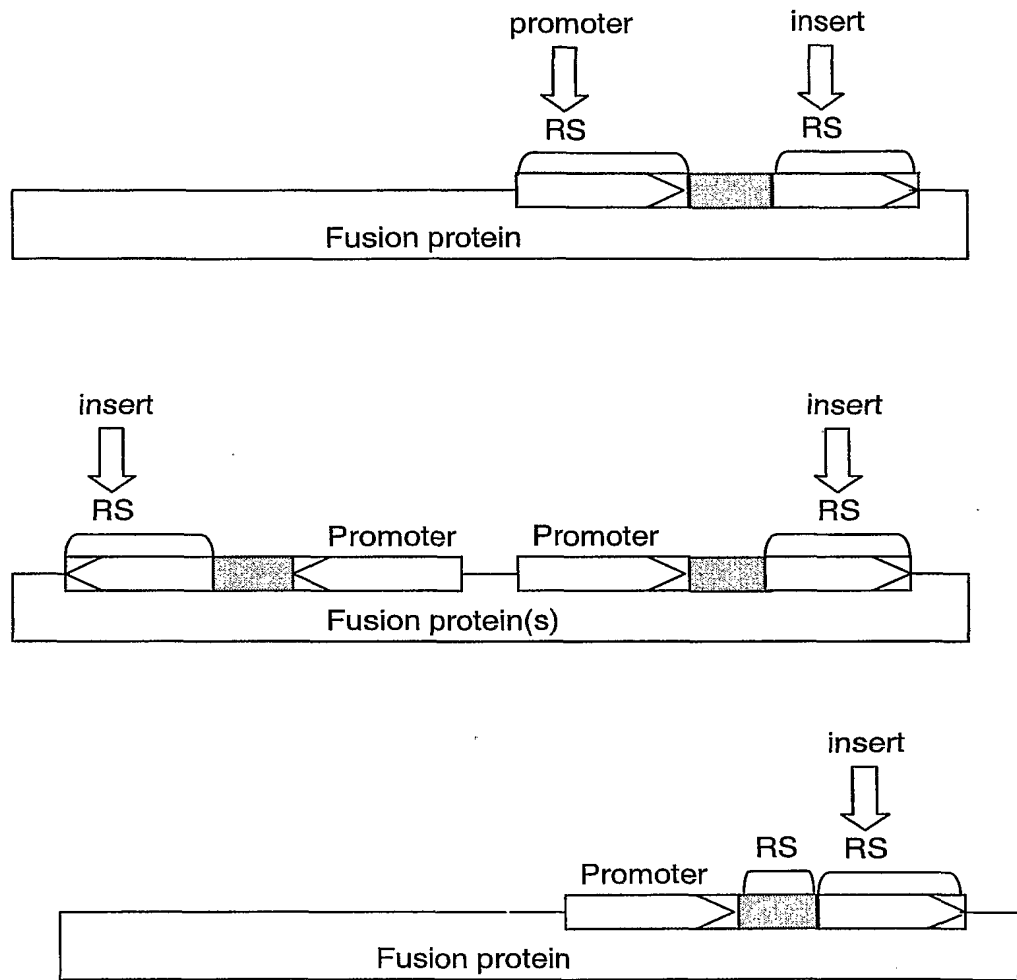 promoter insert
RS RS
Fusion protein
insert insert
RS RS
Promoter Promoter
Fusion protein(s)
insert
RS RS
Promoter
Fusion protein